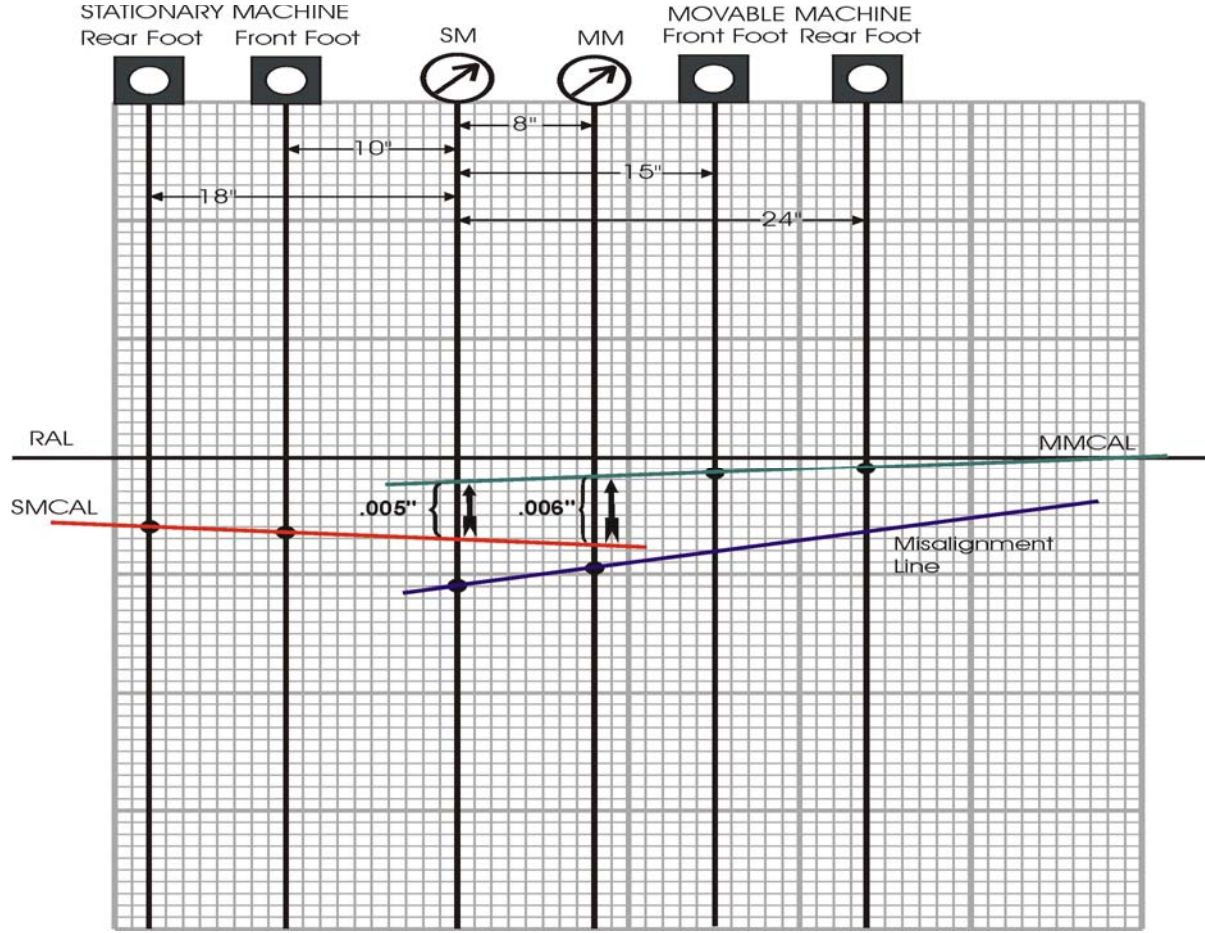 STATIONARY MACHINE
Rear Foot Front Foot
SM
MM
MOVABLE MACHINE
Front Foot Rear Foot
8"
10"
15"
18"
24"
RAL
MMCAL
SMCAL
.005"
.006"
Misalignment
Line